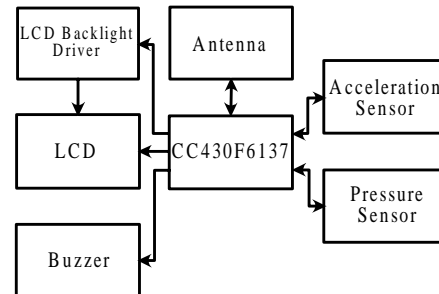 LCD Backlight
Driver
Antenna
Acceleration
Sensor
LCD
CC430F6137
Pressure
Sensor
Buzzer